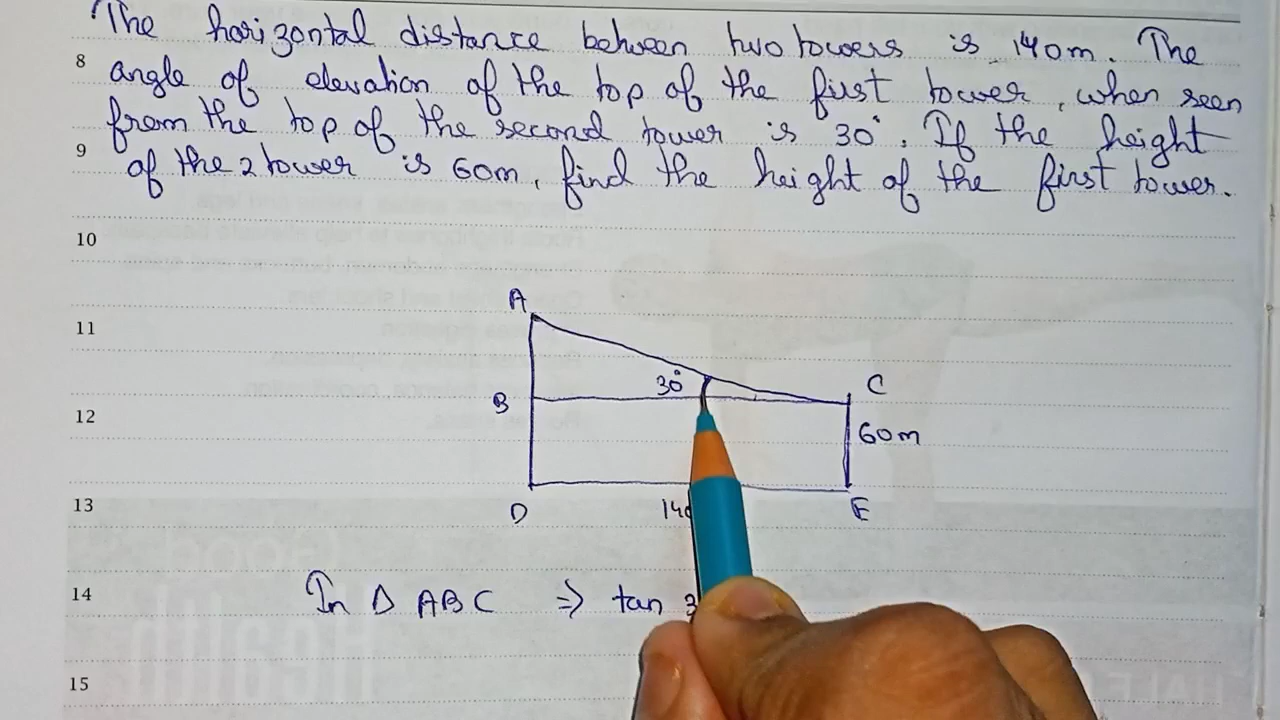 The horizontal distance between two towers is 140m. The
8
angle of elevation of the top of the first tower, when seen
from the top of the second tower is 30°. If the height
9
of the 2 tower is 60m, find the height of the first tower.
10
A
11
30°
C
B
12
60m
13
D
E
14
In Δ ABC ⇒ tan 3
15